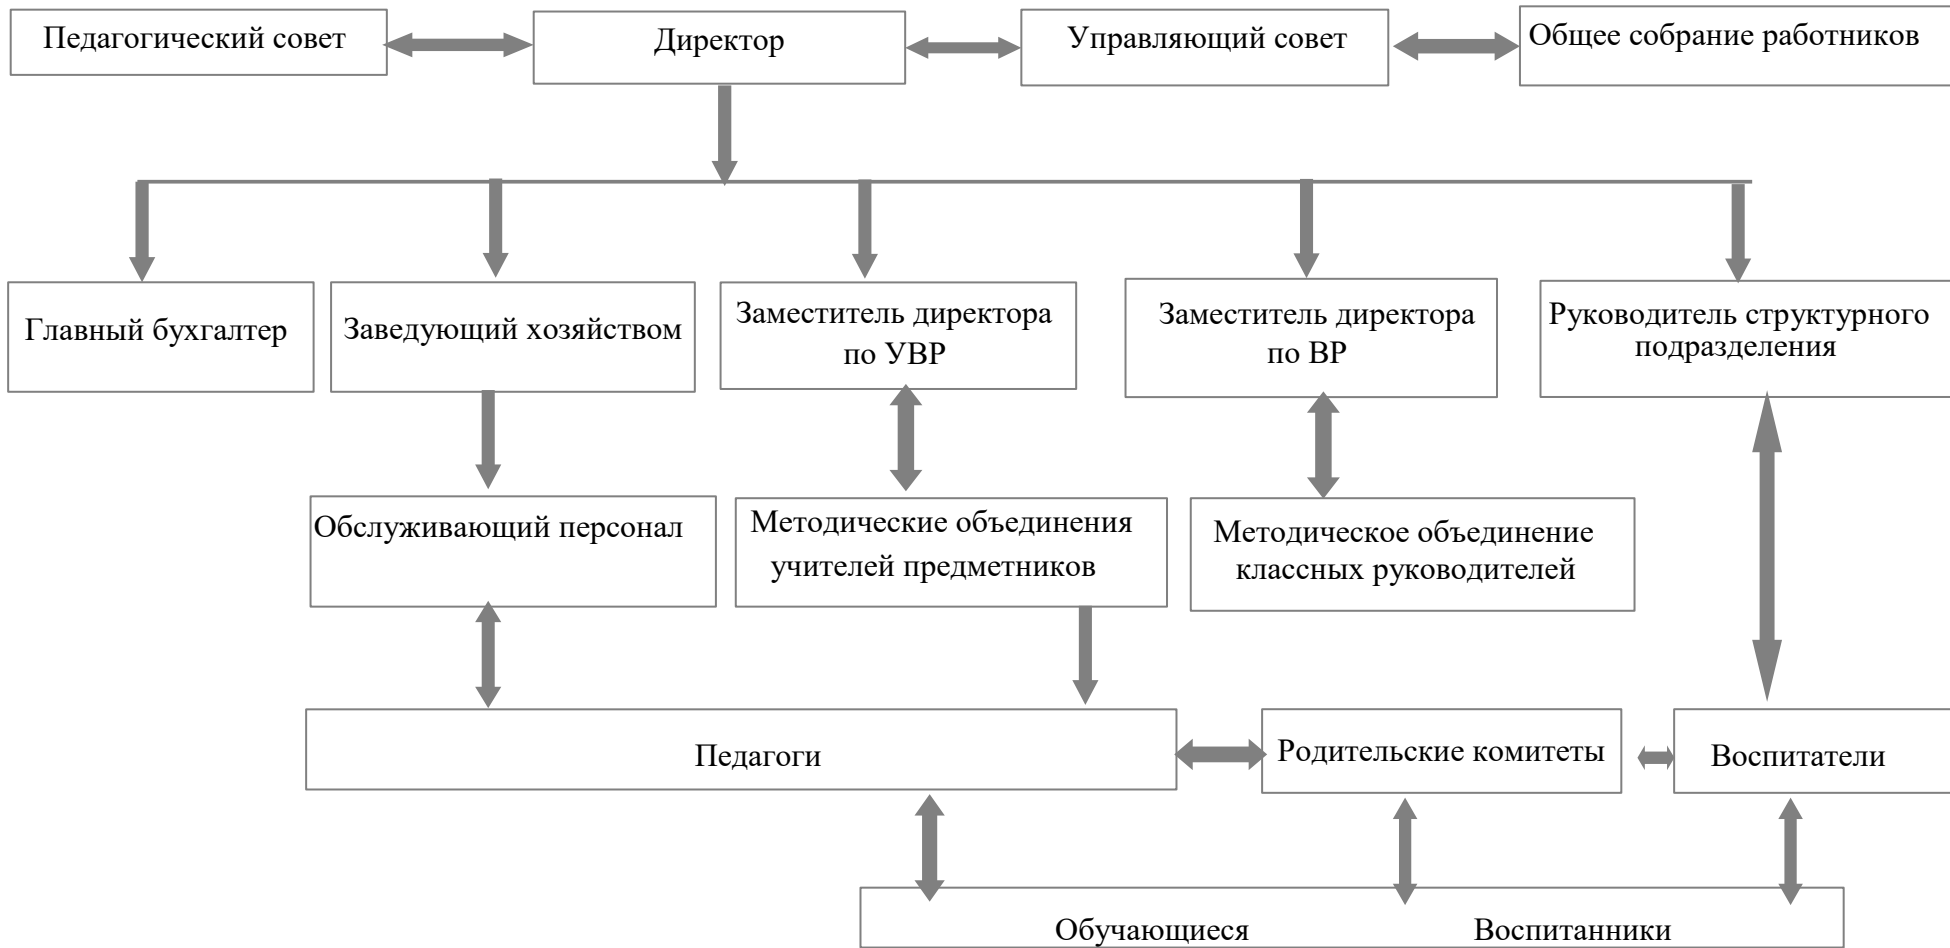 Педагогический совет
Директор
Управляющий совет
Общее собрание работников
Главный бухгалтер
Заведующий хозяйством
Заместитель директора
по УВР
Заместитель директора
по ВР
Руководитель структурного
подразделения
Обслуживающий персонал
Методические объединения
учителей предметников
Методическое объединение
классных руководителей
Педагоги
Родительские комитеты
Воспитатели
Обучающиеся
Воспитанники